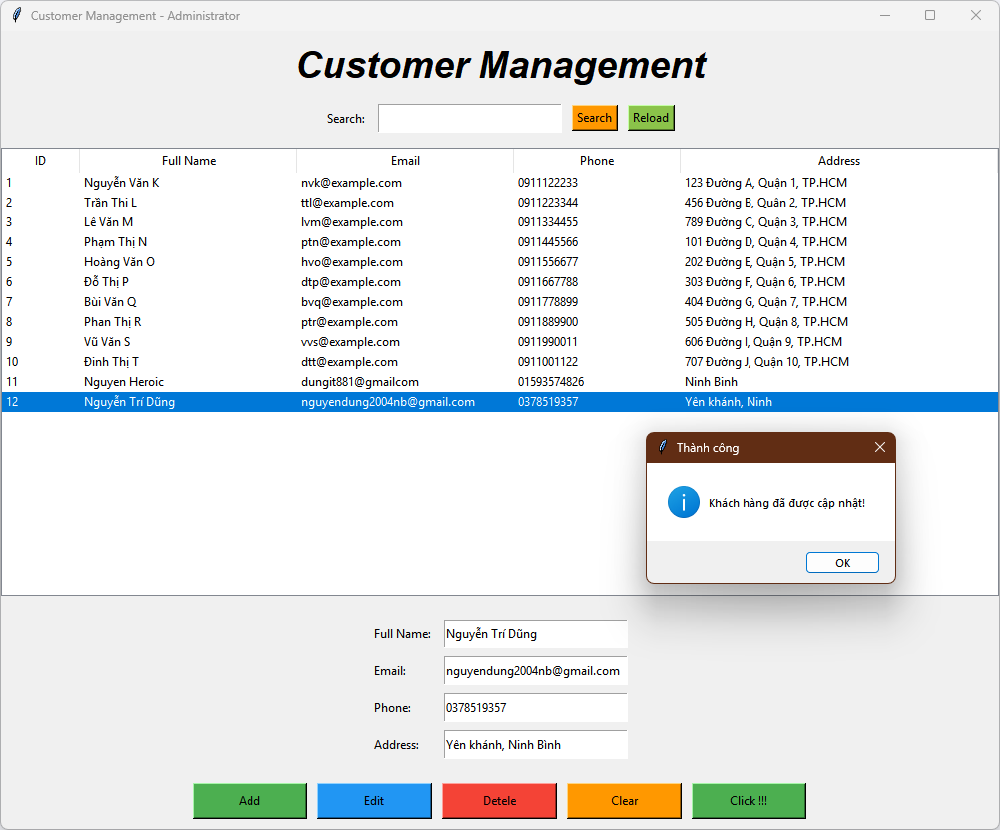 Customer Management - Administrator
Customer Management
Search: Search Reload
ID Full Name Email Phone Address
1 Nguyễn Văn K nvk@example.com 0911122233 123 Đường A, Quận 1, TP.HCM
2 Trần Thị L ttl@example.com 0911223344 456 Đường B, Quận 2, TP.HCM
3 Lê Văn M lvm@example.com 0911334455 789 Đường C, Quận 3, TP.HCM
4 Phạm Thị N ptn@example.com 0911445566 101 Đường D, Quận 4, TP.HCM
5 Hoàng Văn O hvo@example.com 0911556677 202 Đường E, Quận 5, TP.HCM
6 Đỗ Thị P dtp@example.com 0911667788 303 Đường F, Quận 6, TP.HCM
7 Bùi Văn Q bvq@example.com 0911778899 404 Đường G, Quận 7, TP.HCM
8 Phan Thị R ptr@example.com 0911889900 505 Đường H, Quận 8, TP.HCM
9 Vũ Văn S vvs@example.com 0911990011 606 Đường I, Quận 9, TP.HCM
10 Đinh Thị T dtt@example.com 0911001122 707 Đường J, Quận 10, TP.HCM
11 Nguyen Heroic dungit881@gmailcom 01593574826 Ninh Binh
12 Nguyễn Trí Dũng nguyendung2004nb@gmail.com 0378519357 Yên khánh, Ninh
Thành công
Khách hàng đã được cập nhật!
OK
Full Name: Nguyễn Trí Dũng
Email: nguyendung2004nb@gmail.com
Phone: 0378519357
Address: Yên khánh, Ninh Bình
Add Edit Detele Clear Click !!!